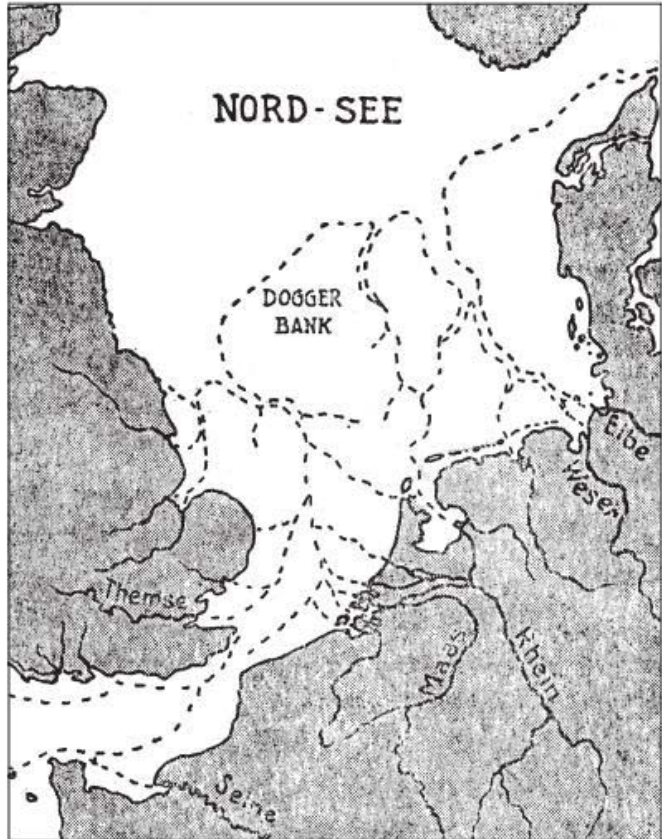 NORD-SEE
DOGGER
BANK
Elbe
Weser
Themse
Rhein
Maas
Seine